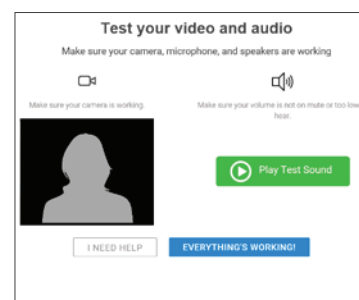 Test your video and audio
Make sure your camera, microphone, and speakers are working
Make sure your camera is working.
Make sure your volume is not on mute or too low
hear.
Play Test Sound
I NEED HELP
EVERYTHING'S WORKING!